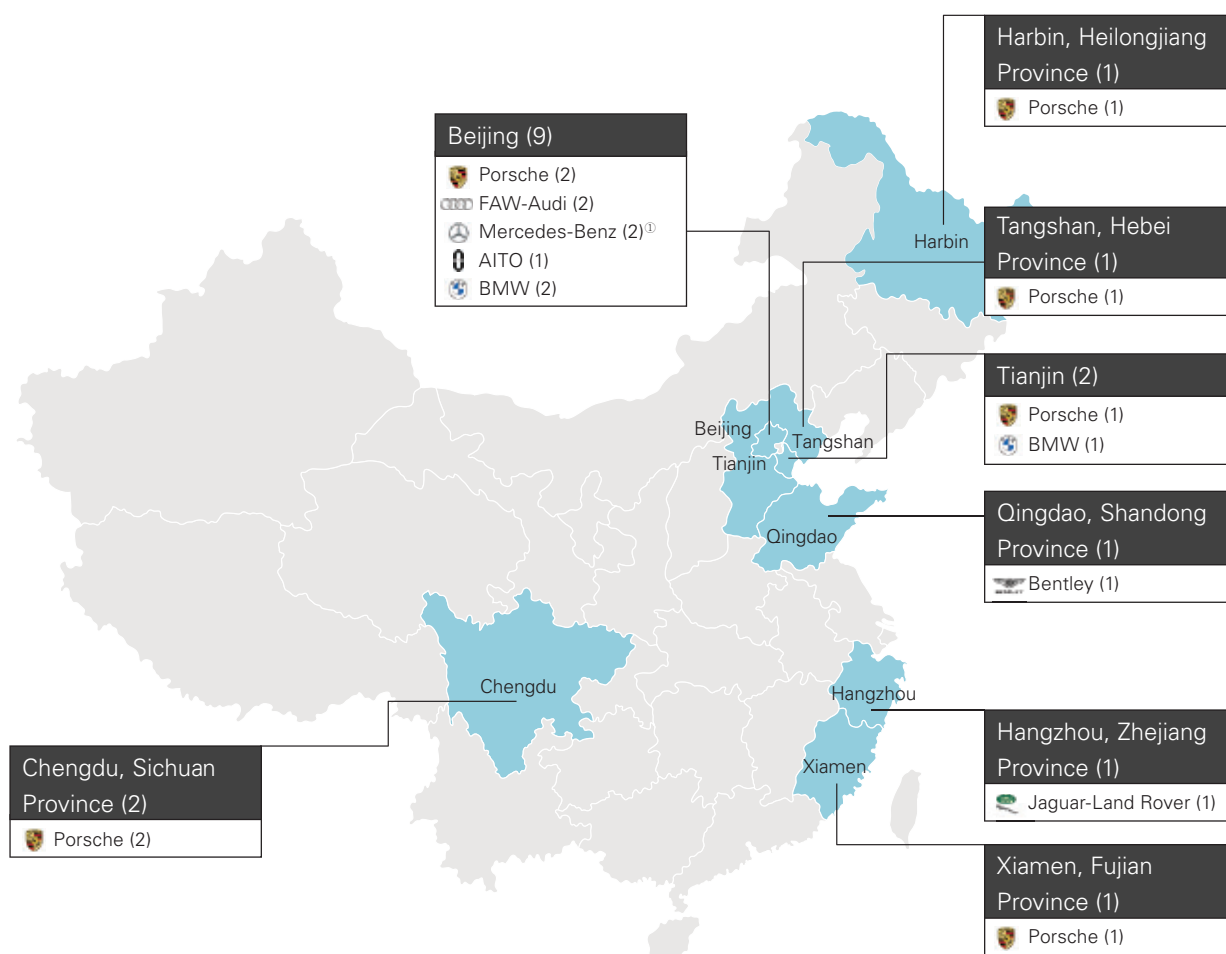 Harbin, Heilongjiang
Province (1)
Porsche (1)
Beijing (9)
Porsche (2)
FAW-Audi (2)
Mercedes-Benz (2)①
AITO (1)
BMW (2)
Harbin
Tangshan, Hebei
Province (1)
Porsche (1)
Tianjin (2)
Porsche (1)
BMW (1)
Beijing
Tangshan
Tianjin
Qingdao, Shandong
Province (1)
Bentley (1)
Qingdao
Chengdu
Hangzhou
Hangzhou, Zhejiang
Province (1)
Jaguar-Land Rover (1)
Xiamen
Chengdu, Sichuan
Province (2)
Porsche (2)
Xiamen, Fujian
Province (1)
Porsche (1)